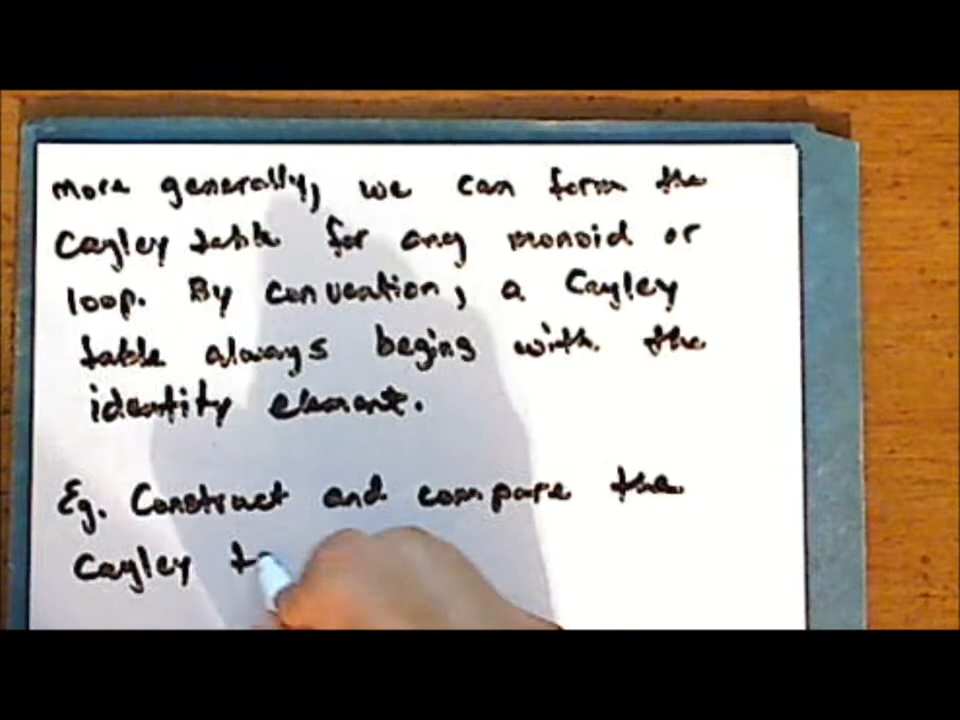 more generally, we can form the
Cayley table for any monoid or
loop. By convention, a Cayley
table always begins with the
identity element.
Eg. Construct and compare the
Cayley t